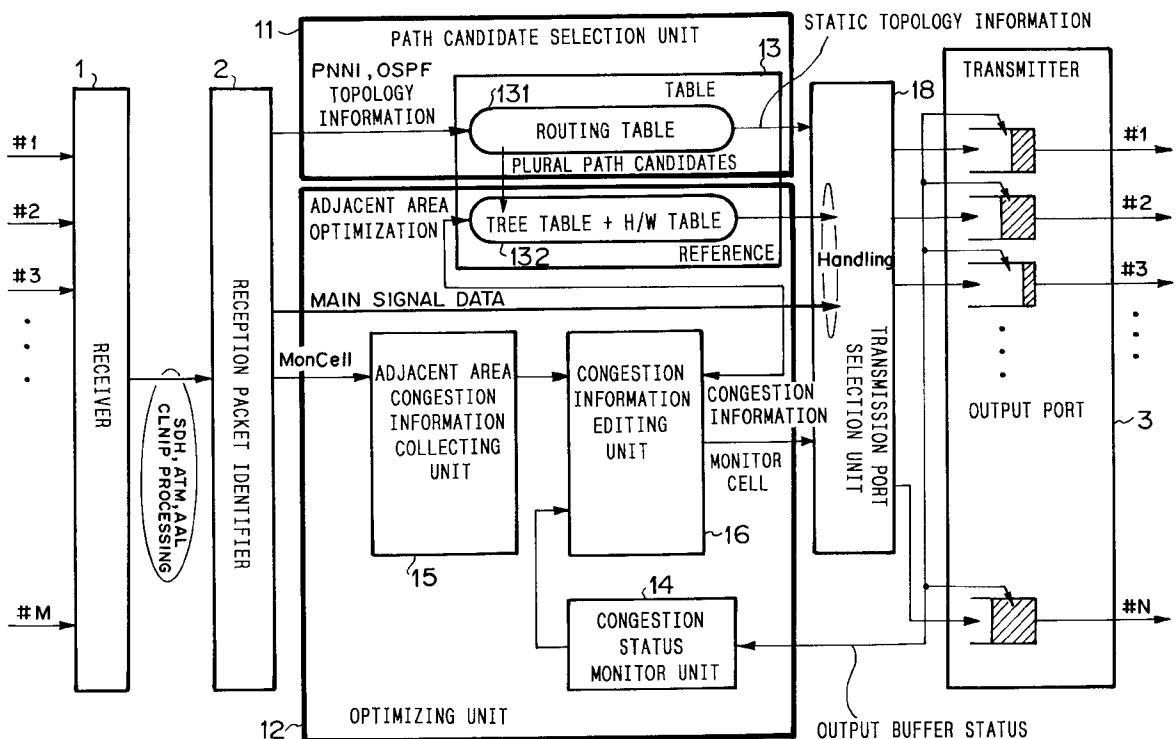 STATIC TOPOLOGY INFORMATION
11
PATH CANDIDATE SELECTION UNIT
1
2
PNNI, OSPF
TOPOLOGY
INFORMATION
13
131
TABLE
ROUTING TABLE
PLURAL PATH CANDIDATES
18
TRANSMITTER
#1
#2
#3
#M
RECEIVER
SDH, ATM, AAL
CLNIP PROCESSING
RECEPTION PACKET IDENTIFIER
ADJACENT AREA
OPTIMIZATION
TREE TABLE + H/W TABLE
132
REFERENCE
Handling
MAIN SIGNAL DATA
MonCell
ADJACENT AREA
CONGESTION
INFORMATION
COLLECTING
UNIT
15
CONGESTION
INFORMATION
EDITING
UNIT
16
CONGESTION
INFORMATION
MONITOR
CELL
TRANSMISSION PORT
SELECTION UNIT
14
CONGESTION
STATUS
MONITOR UNIT
12
OPTIMIZING UNIT
OUTPUT BUFFER STATUS
OUTPUT PORT
3
#1
#2
#3
#N